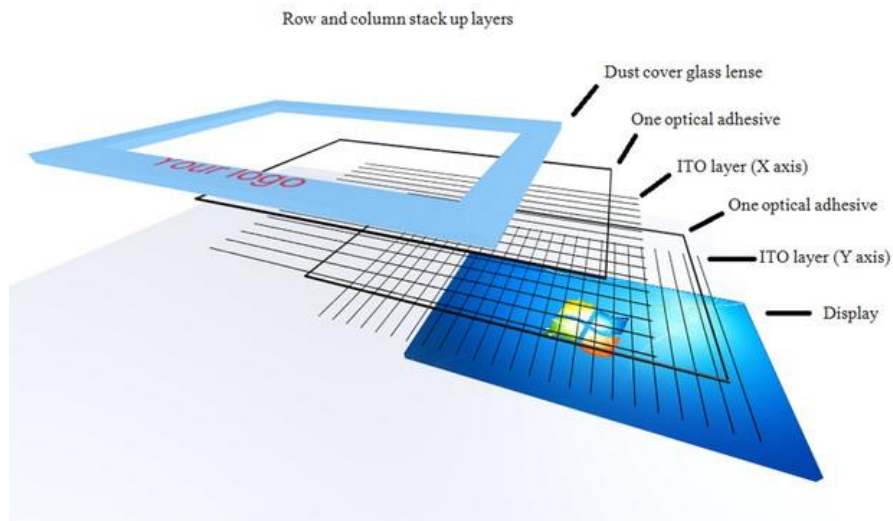 Row and column stack up layers
Dust cover glass lense
One optical adhesive
ITO layer (X axis)
One optical adhesive
ITO layer (Y axis)
Display
Your logo